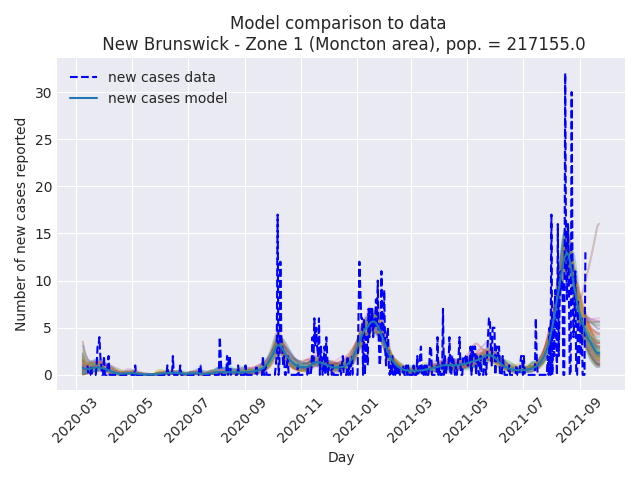 Model comparison to data
New Brunswick - Zone 1 (Moncton area), pop. = 217155.0
new cases data
new cases model
Number of new cases reported
30
25
20
15
10
5
0
2020-03
2020-05
2020-07
2020-09
2020-11
2021-01
2021-03
2021-05
2021-07
2021-09
Day